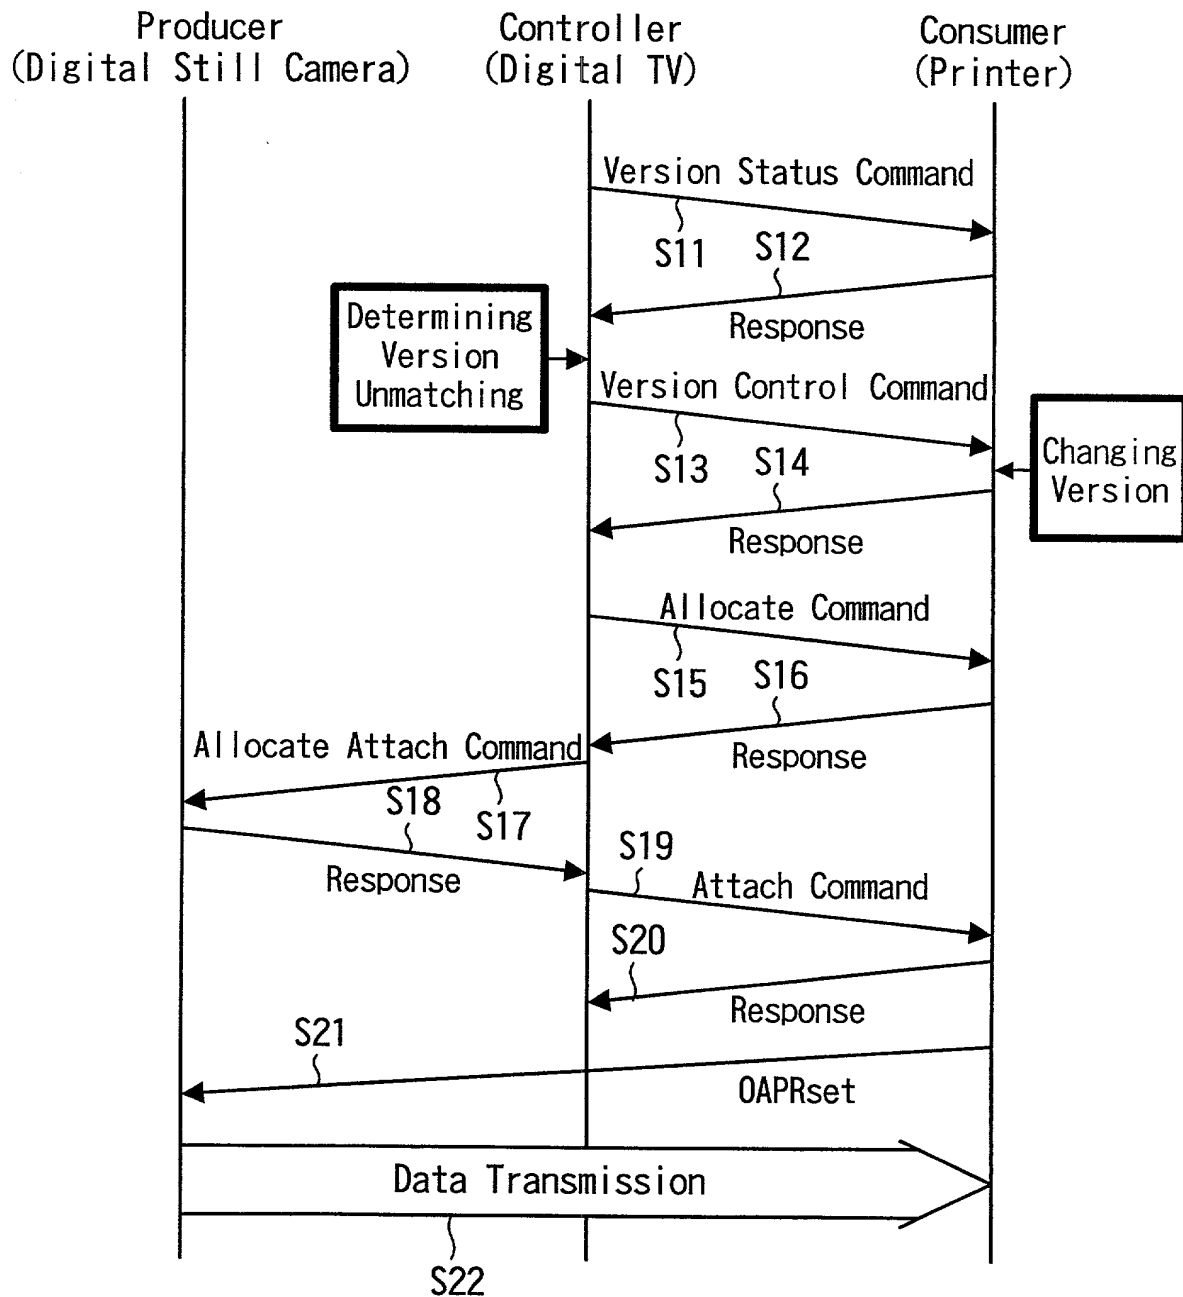 Producer
(Digital Still Camera)
Controller
(Digital TV)
Consumer
(Printer)
Version Status Command
S11
S12
Response
Determining
Version
Unmatching
Version Control Command
S13
S14
Response
Changing
Version
Allocate Command
S15
S16
Response
Allocate Attach Command
S17
S18
Response
S19
Attach Command
S20
Response
S21
OAPRset
Data Transmission
S22